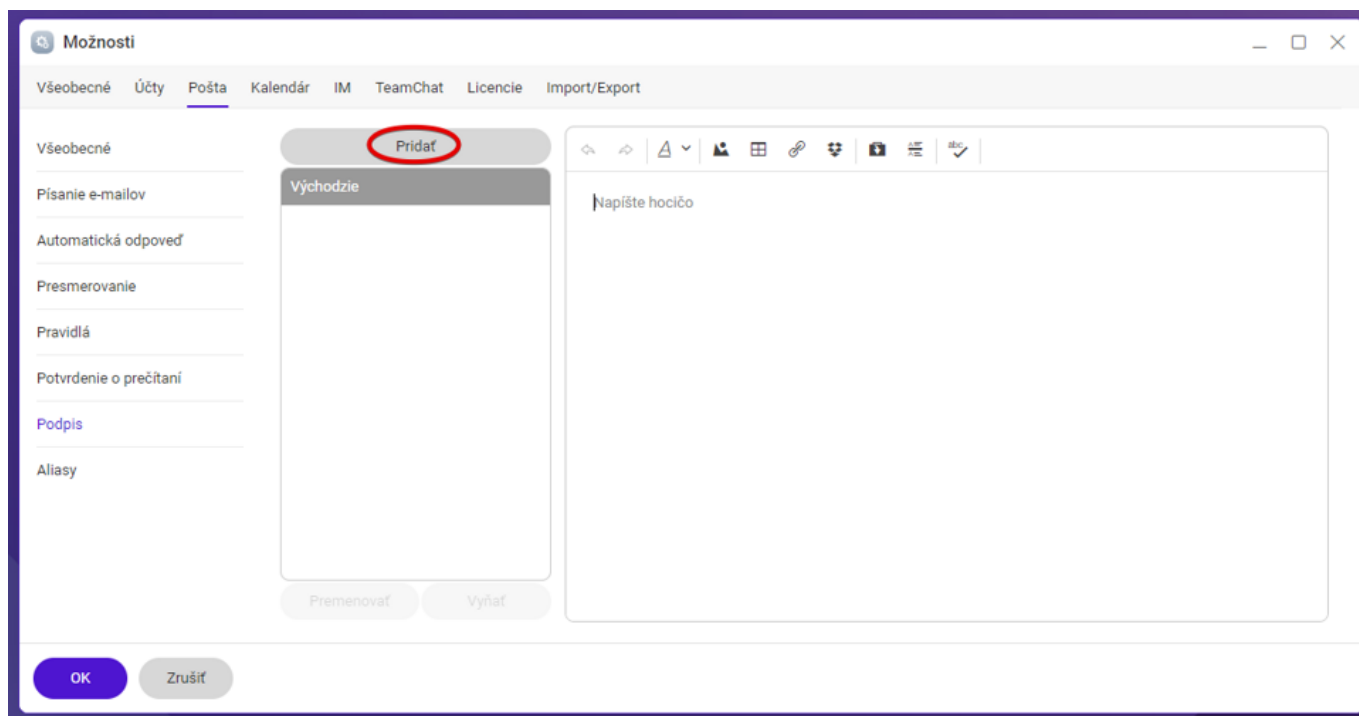 Možnosti
Všeobecné Účty Pošta Kalendár IM TeamChat Licencie Import/Export
Všeobecné
Písanie e-mailov
Automatická odpoveď
Presmerovanie
Pravidlá
Potvrdenie o prečítaní
Podpis
Aliasy
Pridať
Východzie
Premenovať Vyňať
A
abc
Napíšte hocičo
OK Zrušiť